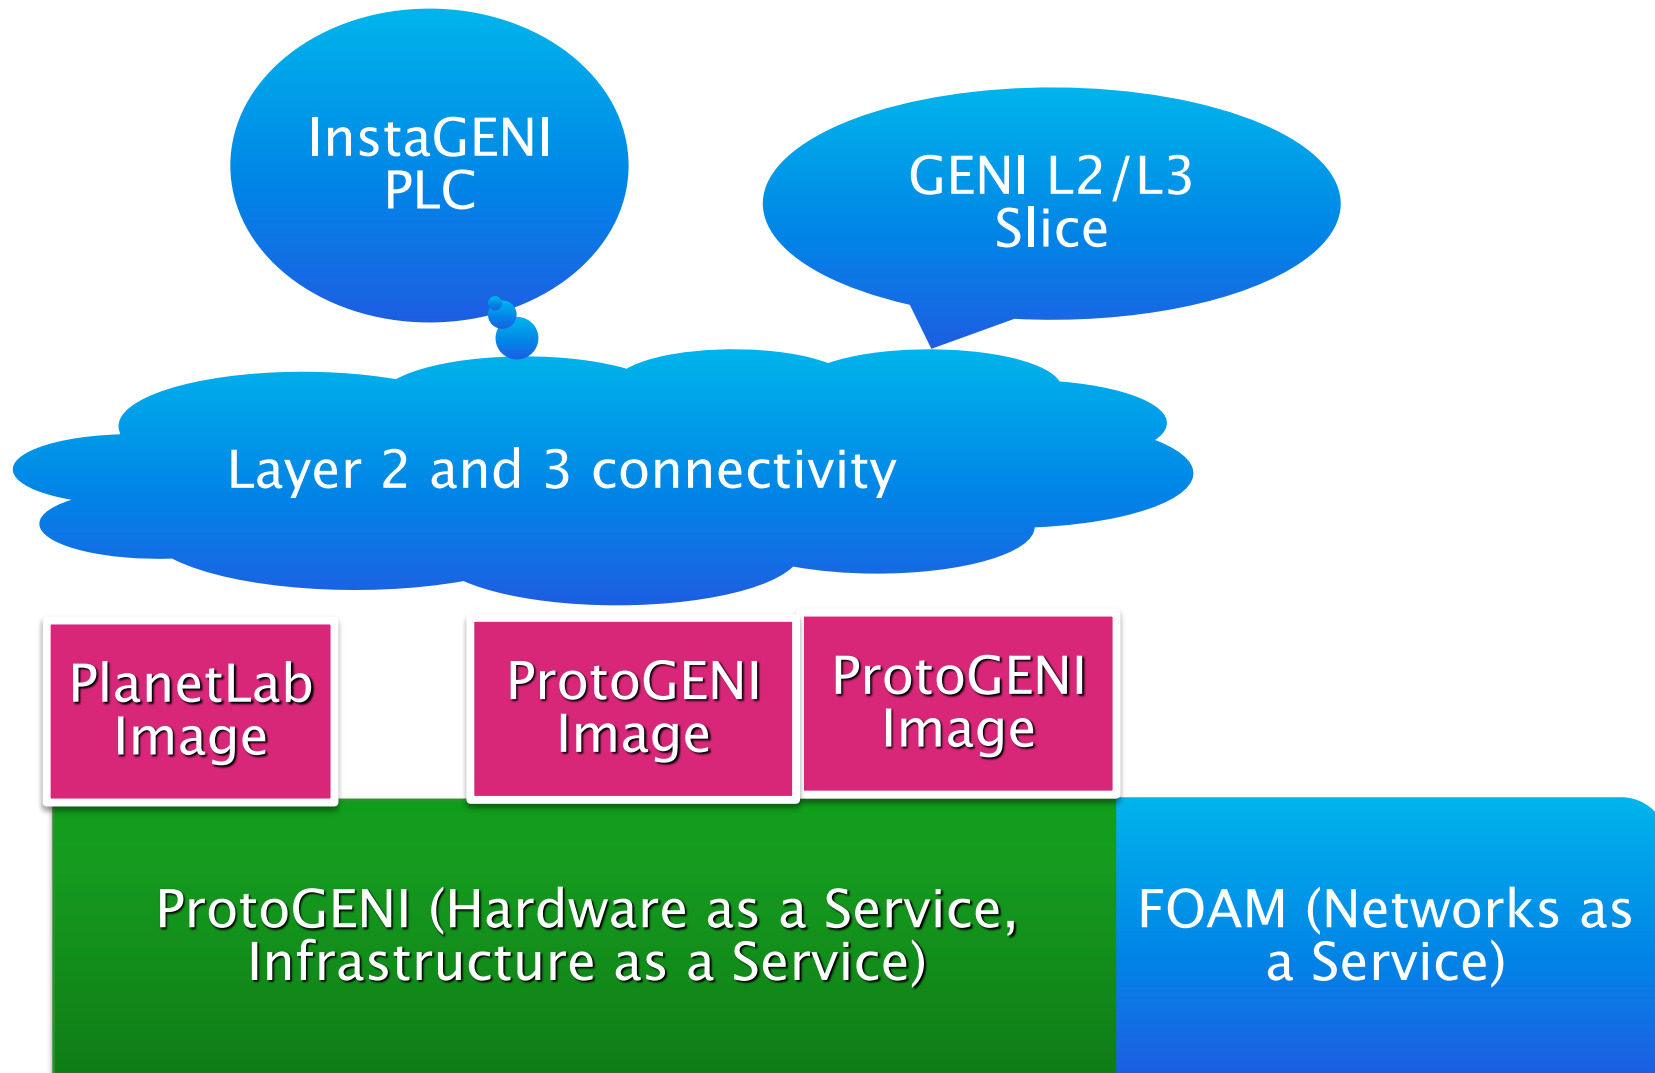 InstaGENI
PLC
GENI L2/L3
Slice
Layer 2 and 3 connectivity
PlanetLab
Image
ProtoGENI
Image
ProtoGENI
Image
ProtoGENI (Hardware as a Service,
Infrastructure as a Service)
FOAM (Networks as
a Service)